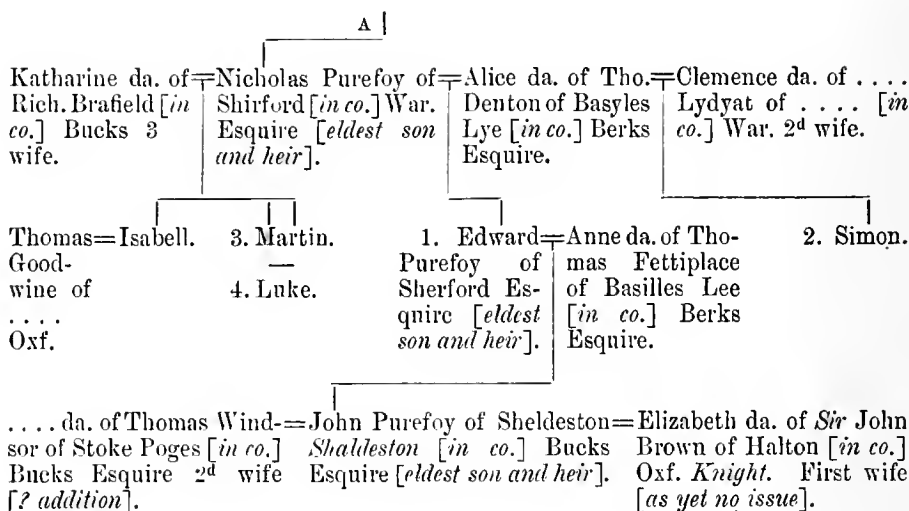 A
Katharine da. of
Rich. Brafield [in
co.] Bucks 3
wife.
Nicholas Purefoy of
Shirford [in co.] War.
Esquire [eldest son
and heir].
Alice da. of Tho.
Denton of Basyles
Lye [in co.] Berks
Esquire.
Clemence da. of ....
Lydyat of .... [in
co.] War. 2d wife.
Thomas=Isabell.
Good-
wine of
....
Oxf.
3. Martin.
—
4. Luke.
1. Edward
Purefoy of
Sherford Es-
quire [eldest
son and heir].
Anne da. of Tho-
mas Fettiplace
of Basilles Lee
[in co.] Berks
Esquire.
2. Simon.
.... da. of Thomas Wind-
sor of Stoke Poges [in co.]
Bucks Esquire 2d wife
[? addition].
John Purefoy of Sheldeston
Shaldeston [in co.] Bucks
Esquire [eldest son and heir].
Elizabeth da. of Sir John
Brown of Halton [in co.]
Oxf. Knight. First wife
[as yet no issue].